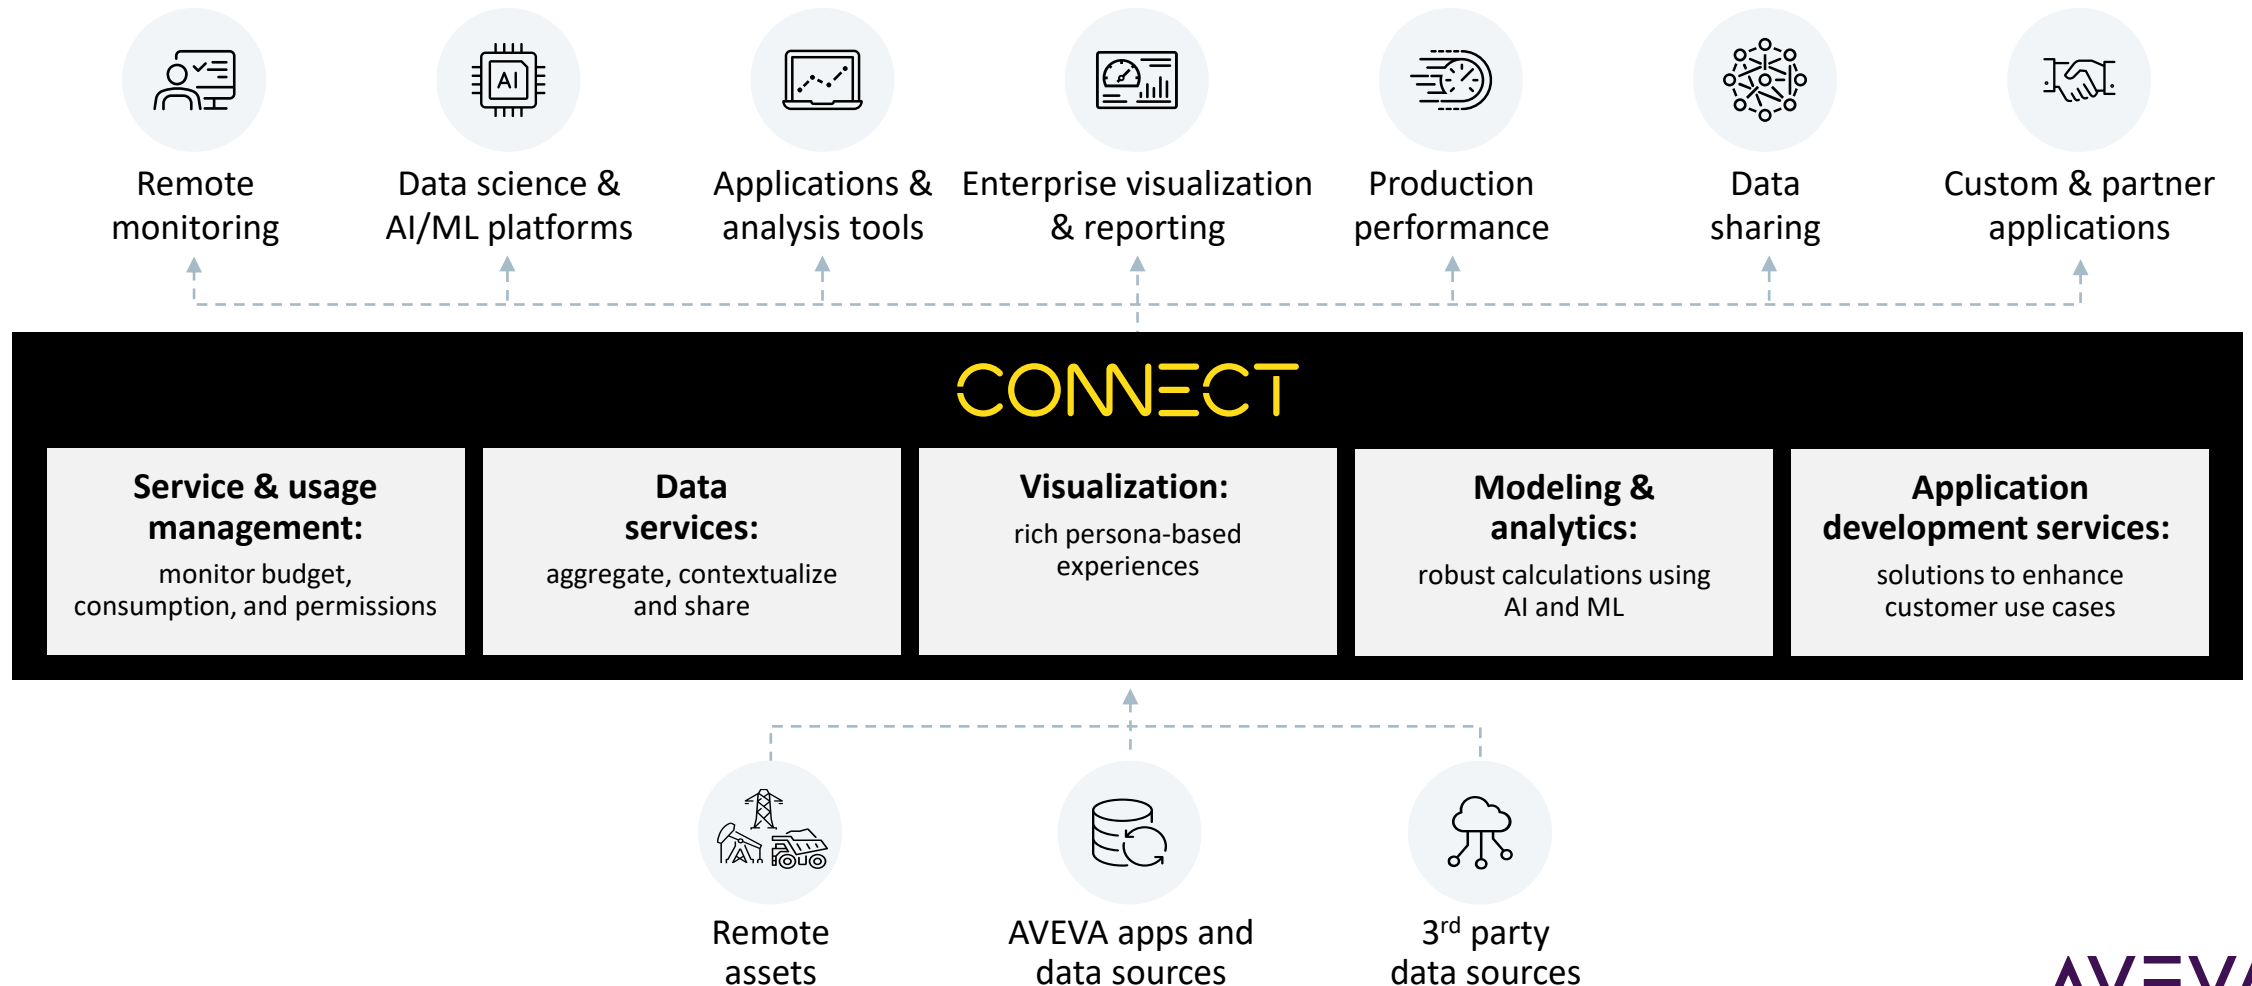 AI
Remote
monitoring
Data science &
AI/ML platforms
Applications &
analysis tools
Enterprise visualization
& reporting
Production
performance
Data
sharing
Custom & partner
applications
CONNECT
Service & usage
management:
monitor budget,
consumption, and permissions
Data
services:
aggregate, contextualize
and share
Visualization:
rich persona-based
experiences
Modeling &
analytics:
robust calculations using
AI and ML
Application
development services:
solutions to enhance
customer use cases
Remote
assets
AVEVA apps and
data sources
3rd party
data sources
AVEVA